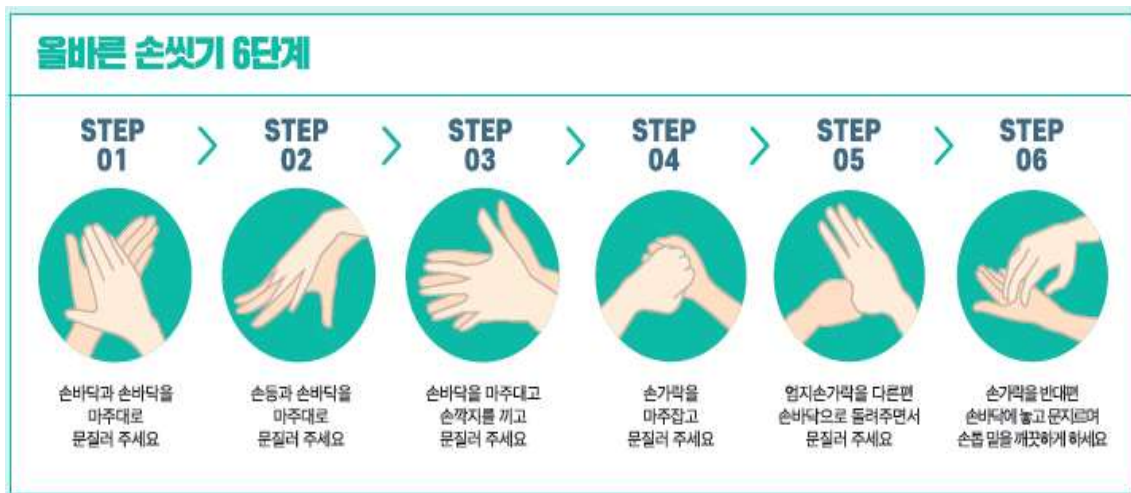 올바른 손씻기 6단계
STEP
01
STEP
02
STEP
03
STEP
04
STEP
05
STEP
06
손바닥과 손바닥을
마주대로
문질러 주세요
손등과 손바닥을
마주대로
문질러 주세요
손바닥을 마주대고
손깍지를 끼고
문질러 주세요
손가락을
마주잡고
문질러 주세요
엄지손가락을 다른편
손바닥으로 돌려주면서
문질러 주세요
손가락을 반대편
손바닥에 놓고 문지르며
손톱 밑을 깨끗하게 하세요